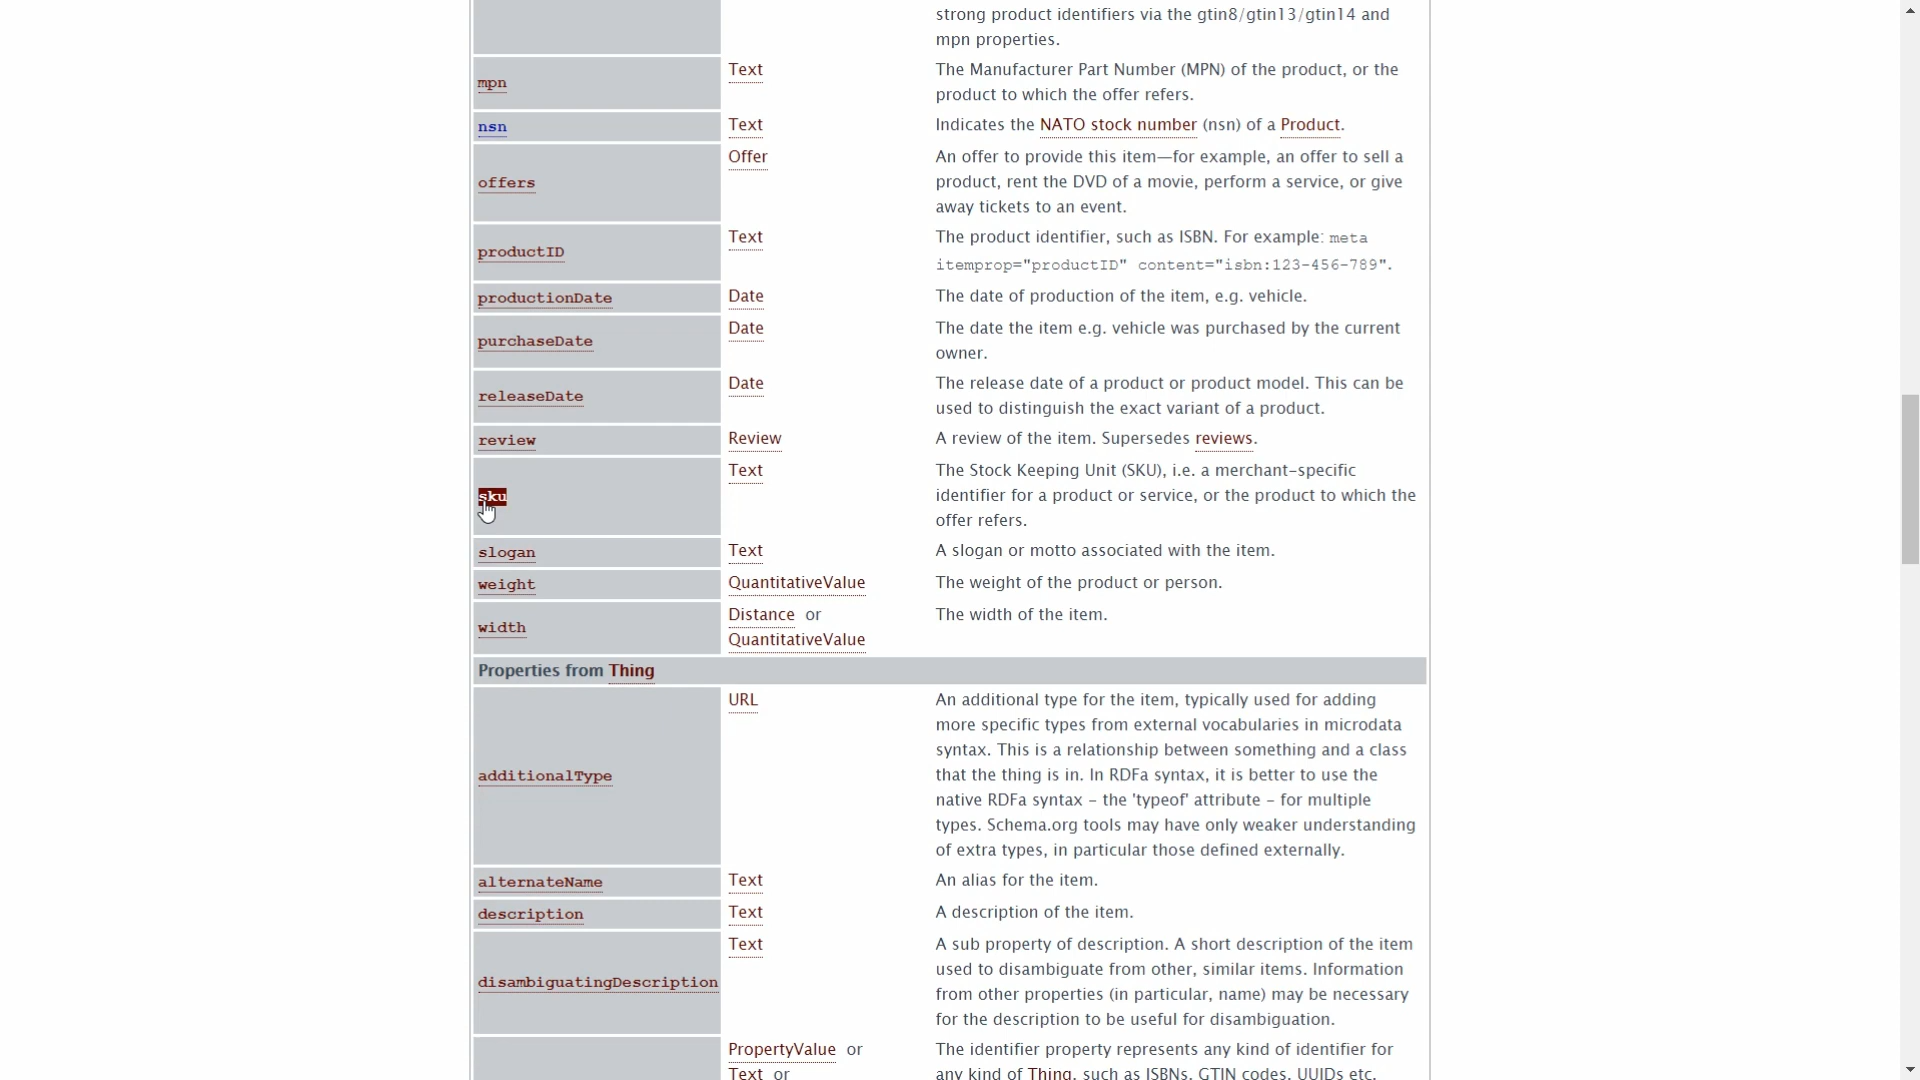 strong product identifiers via the gtin8/gtin13/gtin14 and
mpn properties.
mpn Text The Manufacturer Part Number (MPN) of the product, or the
product to which the offer refers.
nsn Text Indicates the NATO stock number (nsn) of a Product.
offers Offer An offer to provide this item—for example, an offer to sell a
product, rent the DVD of a movie, perform a service, or give
away tickets to an event.
productID Text The product identifier, such as ISBN. For example: meta
itemprop="productID" content="isbn:123-456-789".
productionDate Date The date of production of the item, e.g. vehicle.
purchaseDate Date The date the item e.g. vehicle was purchased by the current
owner.
releaseDate Date The release date of a product or product model. This can be
used to distinguish the exact variant of a product.
review Review A review of the item. Supersedes reviews.
sku Text The Stock Keeping Unit (SKU), i.e. a merchant-specific
identifier for a product or service, or the product to which the
offer refers.
slogan Text A slogan or motto associated with the item.
weight QuantitativeValue The weight of the product or person.
width Distance or The width of the item.
QuantitativeValue
Properties from Thing
additionalType URL An additional type for the item, typically used for adding
more specific types from external vocabularies in microdata
syntax. This is a relationship between something and a class
that the thing is in. In RDFa syntax, it is better to use the
native RDFa syntax - the 'typeof' attribute - for multiple
types. Schema.org tools may have only weaker understanding
of extra types, in particular those defined externally.
alternateName Text An alias for the item.
description Text A description of the item.
disambiguatingDescription Text A sub property of description. A short description of the item
used to disambiguate from other, similar items. Information
from other properties (in particular, name) may be necessary
for the description to be useful for disambiguation.
PropertyValue or The identifier property represents any kind of identifier for
Text or any kind of Thing, such as ISBNs, GTIN codes, UUIDs etc.